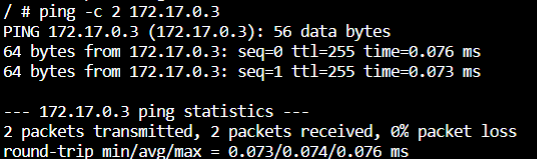 / # ping -c 2 172.17.0.3
PING 172.17.0.3 (172.17.0.3): 56 data bytes
64 bytes from 172.17.0.3: seq=0 ttl=255 time=0.076 ms
64 bytes from 172.17.0.3: seq=1 ttl=255 time=0.073 ms

--- 172.17.0.3 ping statistics ---
2 packets transmitted, 2 packets received, 0% packet loss
round-trip min/avg/max = 0.073/0.074/0.076 ms